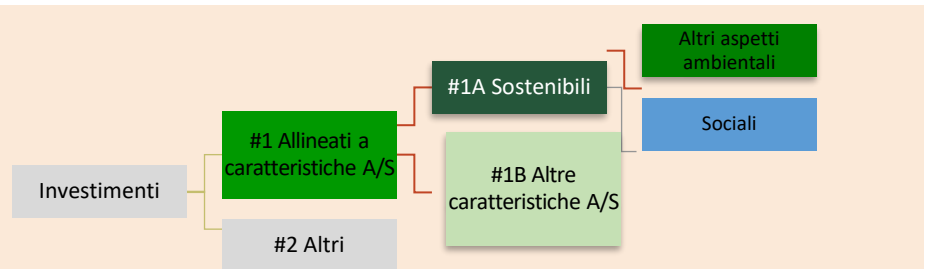 Investimenti
#1 Allineati a
caratteristiche A/S
#2 Altri
#1A Sostenibili
#1B Altre
caratteristiche A/S
Altri aspetti
ambientali
Sociali